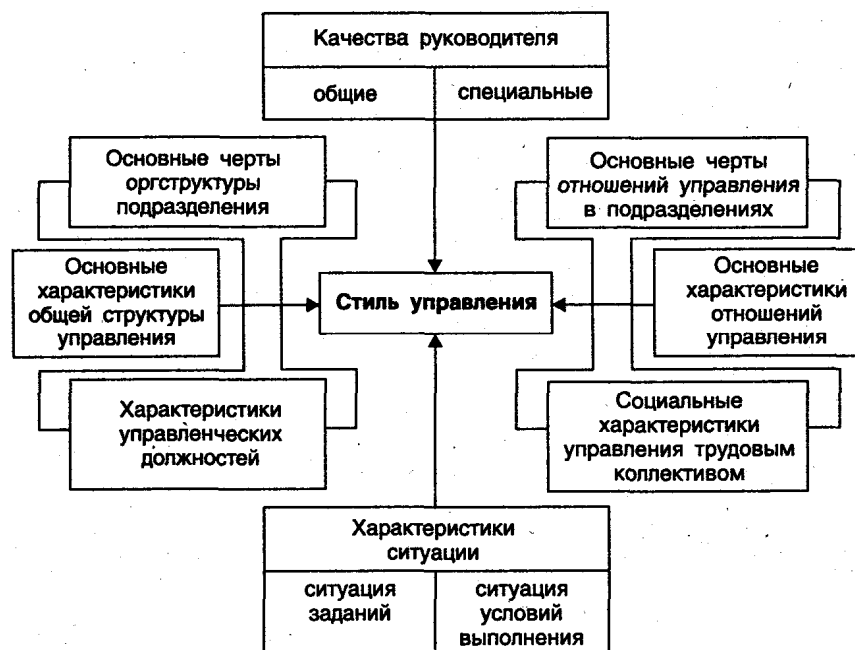 Качества руководителя
общие
специальные
Основные черты
оргструктуры
подразделения
Основные черты
отношений управления
в подразделениях
Основные
характеристики
общей структуры
управления
Стиль управления
Основные
характеристики
отношений
управления
Характеристики
управленческих
должностей
Социальные
характеристики
управления трудовым
коллективом
Характеристики
ситуации
ситуация
заданий
ситуация
условий
выполнения